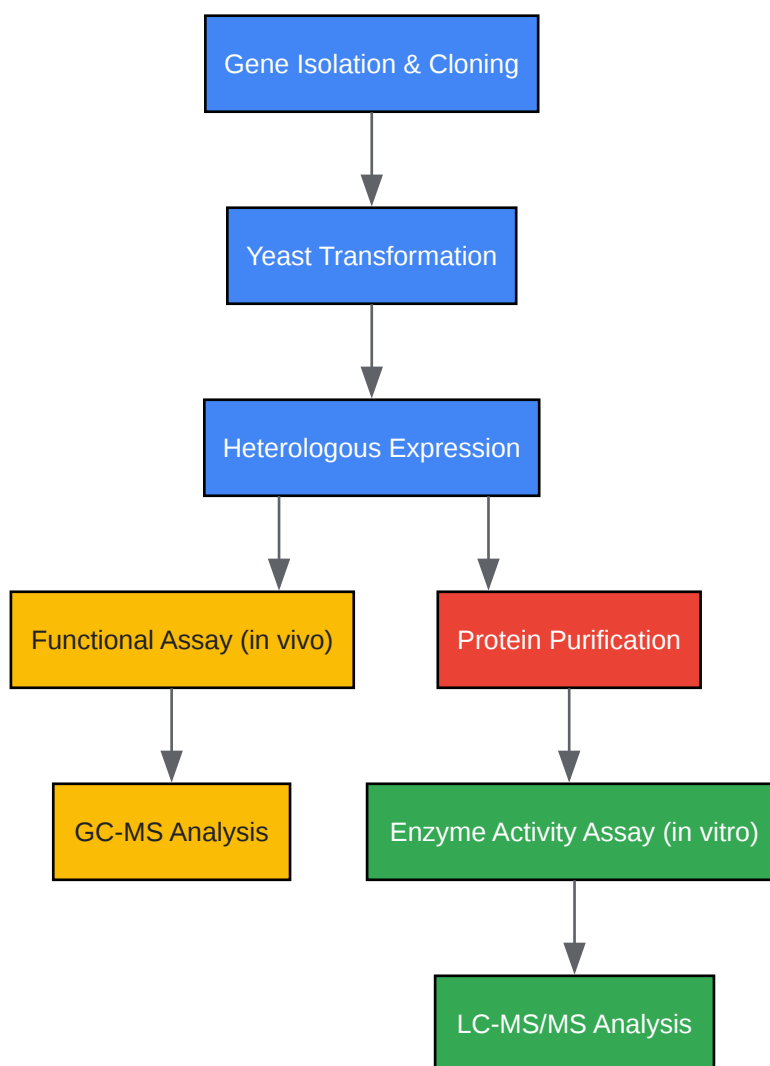 Gene Isolation & Cloning
Yeast Transformation
Heterologous Expression
Functional Assay (in vivo)
Protein Purification
GC-MS Analysis
Enzyme Activity Assay (in vitro)
LC-MS/MS Analysis